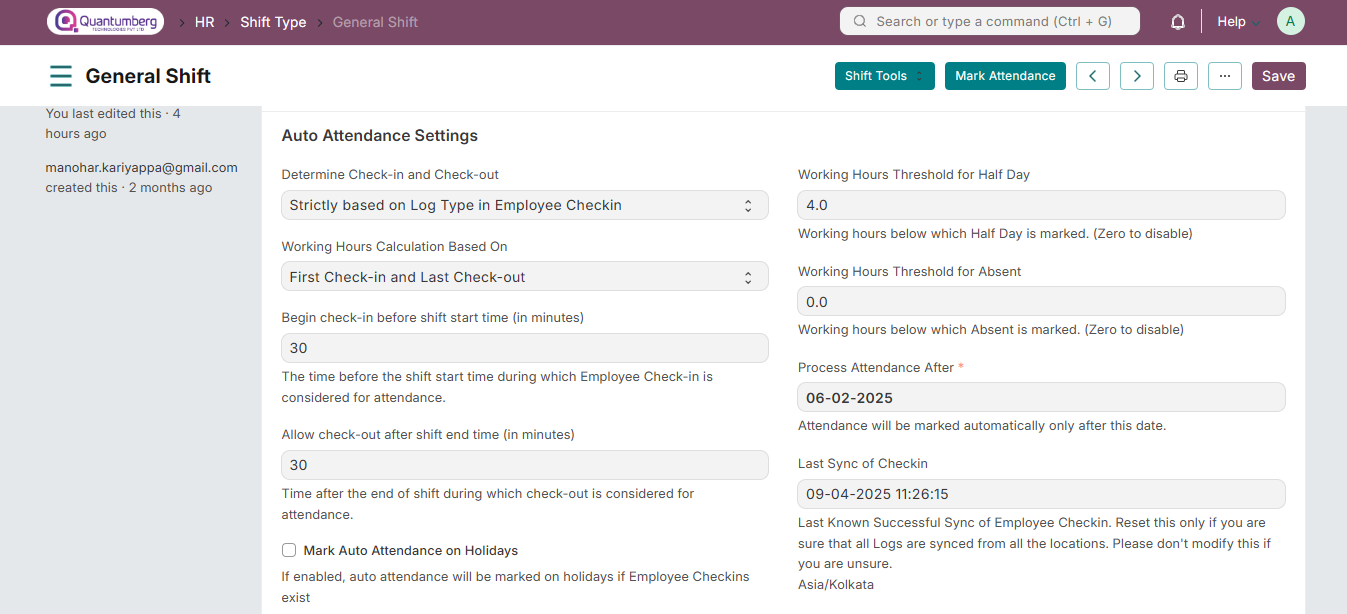 Quantumberg
TECHNOLOGIES PVT LTD
HR
Shift Type
General Shift
Search or type a command (Ctrl + G)
Help
A
General Shift
Shift Tools
Mark Attendance
Save
You last edited this · 4
hours ago
manohar.kariyappa@gmail.com
created this · 2 months ago
Auto Attendance Settings
Determine Check-in and Check-out
Strictly based on Log Type in Employee Checkin
Working Hours Calculation Based On
First Check-in and Last Check-out
Begin check-in before shift start time (in minutes)
30
The time before the shift start time during which Employee Check-in is
considered for attendance.
Allow check-out after shift end time (in minutes)
30
Time after the end of shift during which check-out is considered for
attendance.
Mark Auto Attendance on Holidays
If enabled, auto attendance will be marked on holidays if Employee Checkins
exist
Working Hours Threshold for Half Day
4.0
Working hours below which Half Day is marked. (Zero to disable)
Working Hours Threshold for Absent
0.0
Working hours below which Absent is marked. (Zero to disable)
Process Attendance After *
06-02-2025
Attendance will be marked automatically only after this date.
Last Sync of Checkin
09-04-2025 11:26:15
Last Known Successful Sync of Employee Checkin. Reset this only if you are
sure that all Logs are synced from all the locations. Please don't modify this if
you are unsure.
Asia/Kolkata